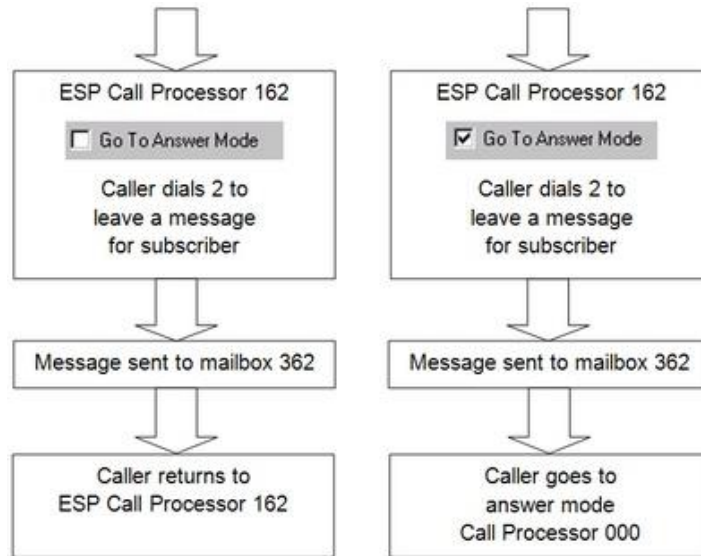 ESP Call Processor 162
Go To Answer Mode
Caller dials 2 to
leave a message
for subscriber
Message sent to mailbox 362
Caller returns to
ESP Call Processor 162
ESP Call Processor 162
Go To Answer Mode
Caller dials 2 to
leave a message
for subscriber
Message sent to mailbox 362
Caller goes to
answer mode
Call Processor 000